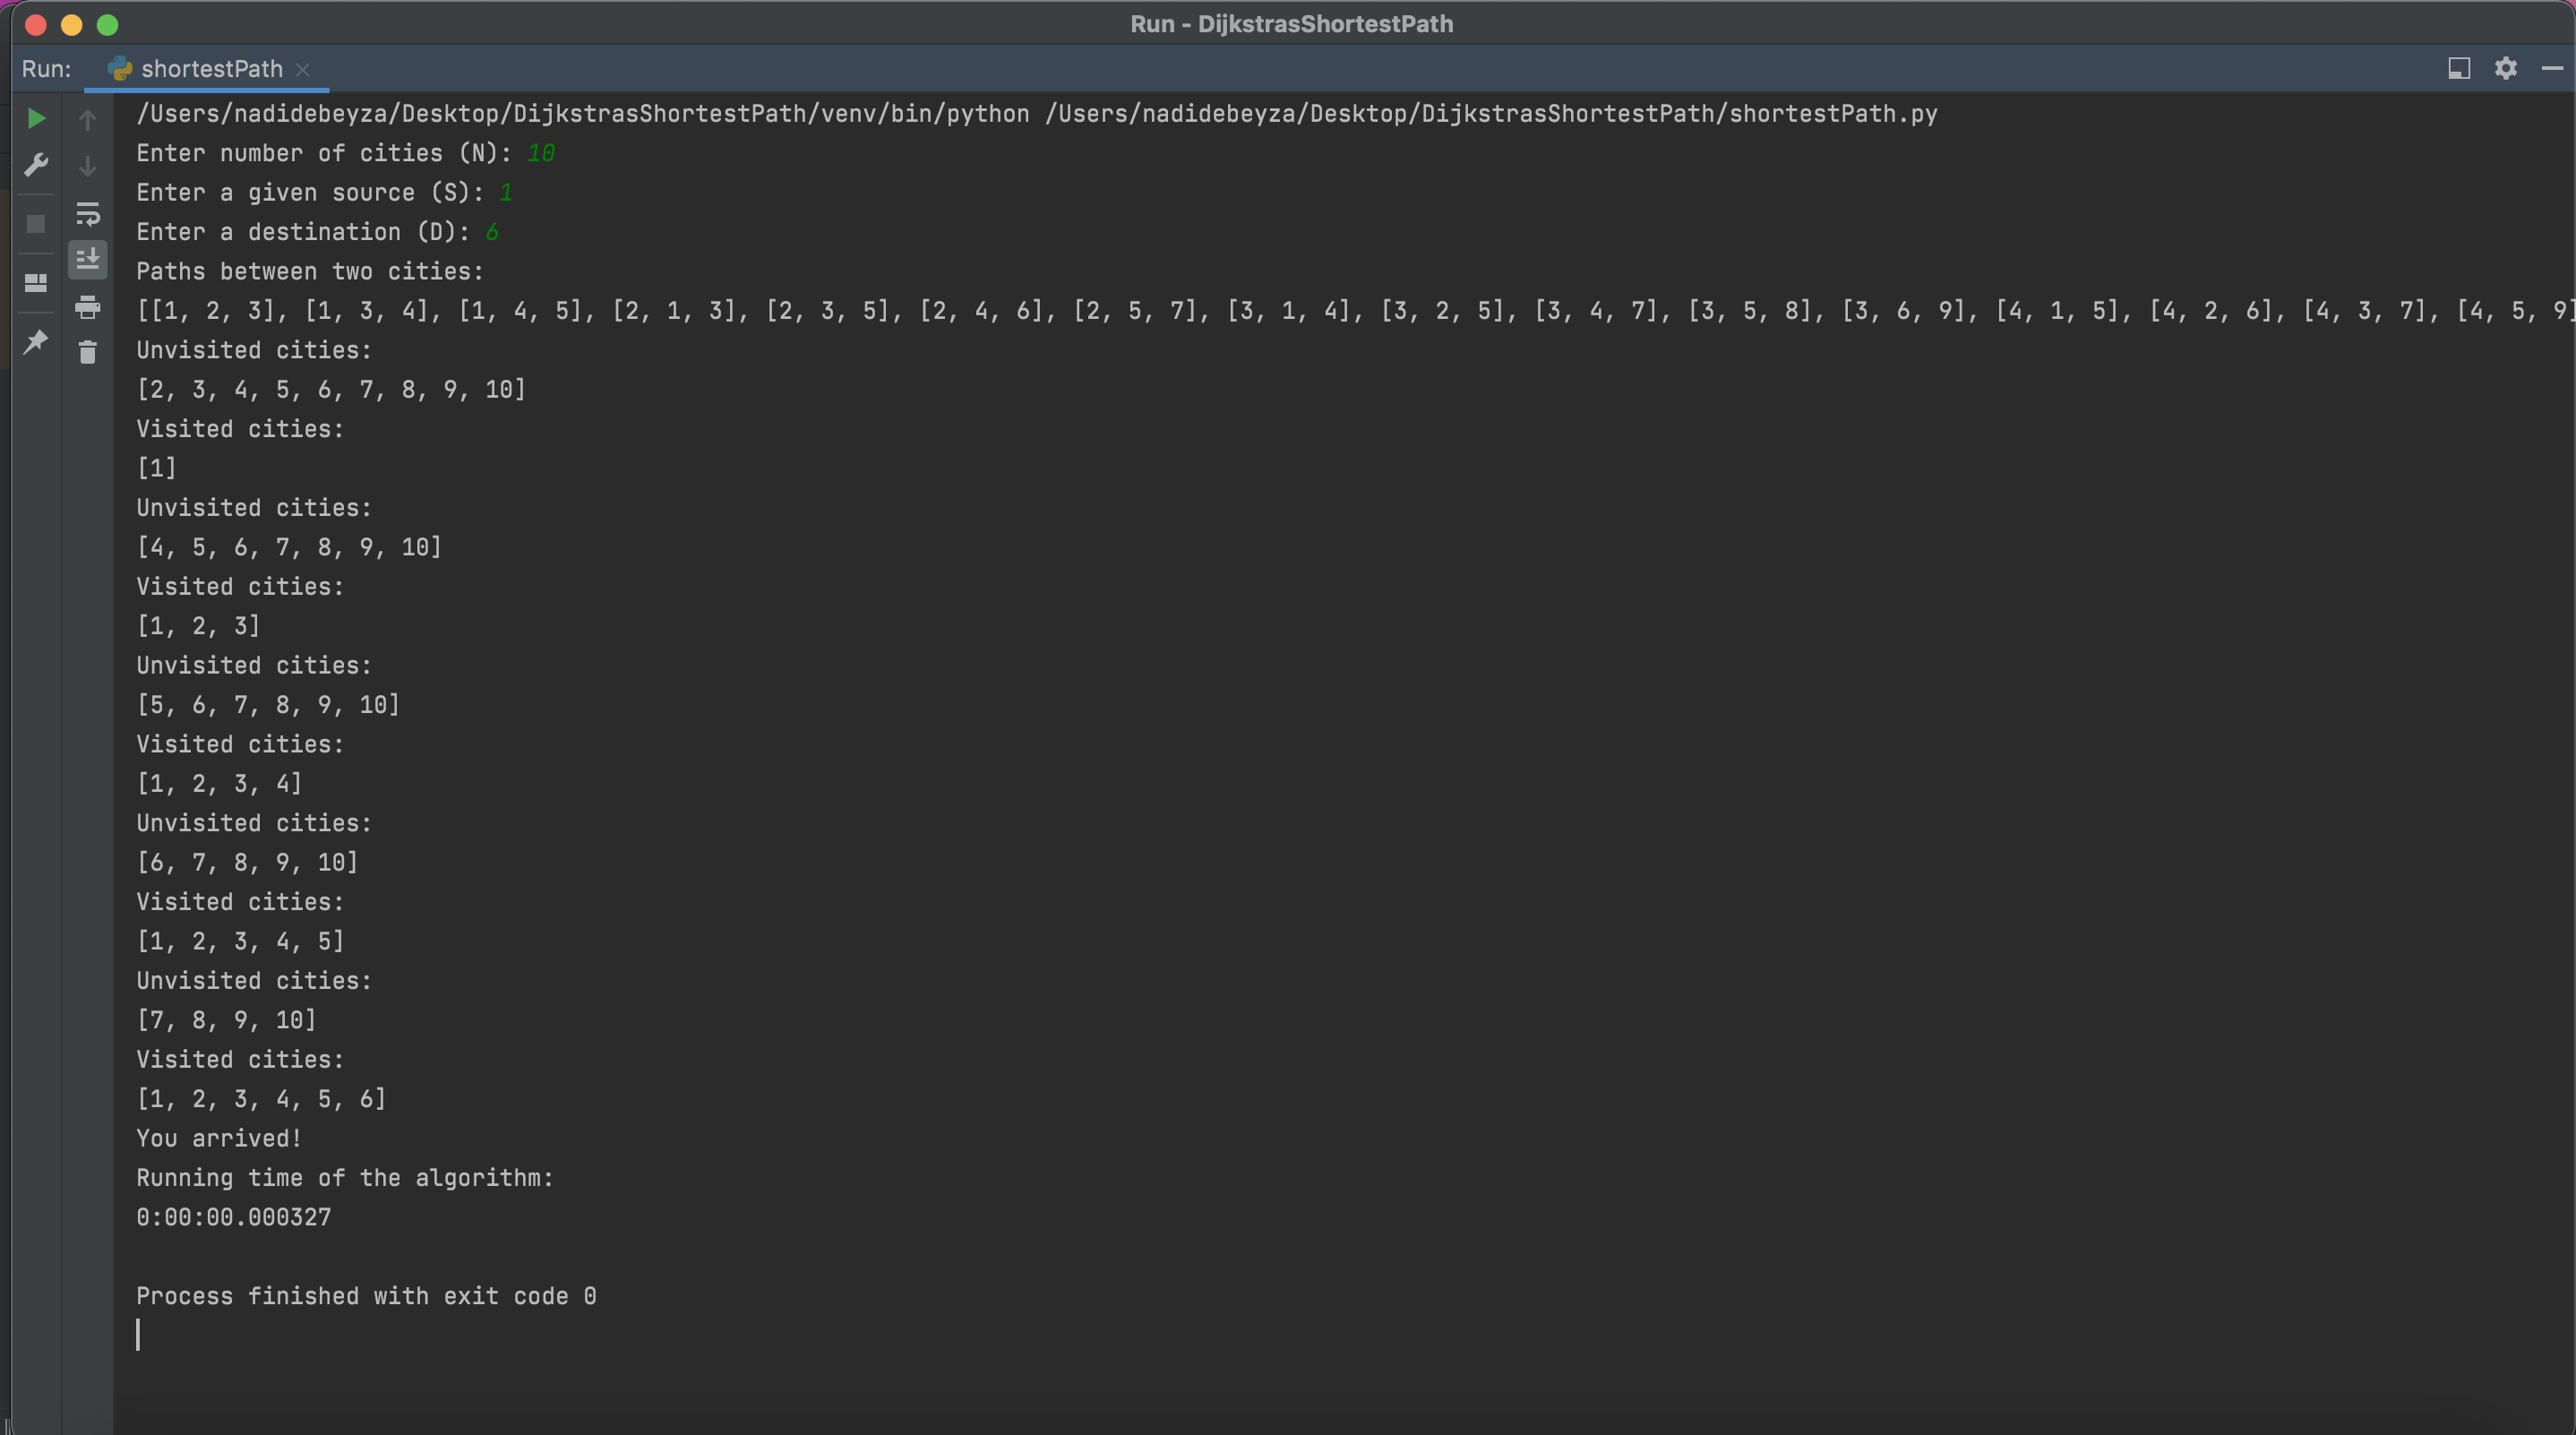 Run - DijkstrasShortestPath
Run: shortestPath
/Users/nadidebeyza/Desktop/DijkstrasShortestPath/venv/bin/python /Users/nadidebeyza/Desktop/DijkstrasShortestPath/shortestPath.py
Enter number of cities (N): 10
Enter a given source (S): 1
Enter a destination (D): 6
Paths between two cities:
[[1, 2, 3], [1, 3, 4], [1, 4, 5], [2, 1, 3], [2, 3, 5], [2, 4, 6], [2, 5, 7], [3, 1, 4], [3, 2, 5], [3, 4, 7], [3, 5, 8], [3, 6, 9], [4, 1, 5], [4, 2, 6], [4, 3, 7], [4, 5, 9]
Unvisited cities:
[2, 3, 4, 5, 6, 7, 8, 9, 10]
Visited cities:
[1]
Unvisited cities:
[4, 5, 6, 7, 8, 9, 10]
Visited cities:
[1, 2, 3]
Unvisited cities:
[5, 6, 7, 8, 9, 10]
Visited cities:
[1, 2, 3, 4]
Unvisited cities:
[6, 7, 8, 9, 10]
Visited cities:
[1, 2, 3, 4, 5]
Unvisited cities:
[7, 8, 9, 10]
Visited cities:
[1, 2, 3, 4, 5, 6]
You arrived!
Running time of the algorithm:
0:00:00.000327
Process finished with exit code 0